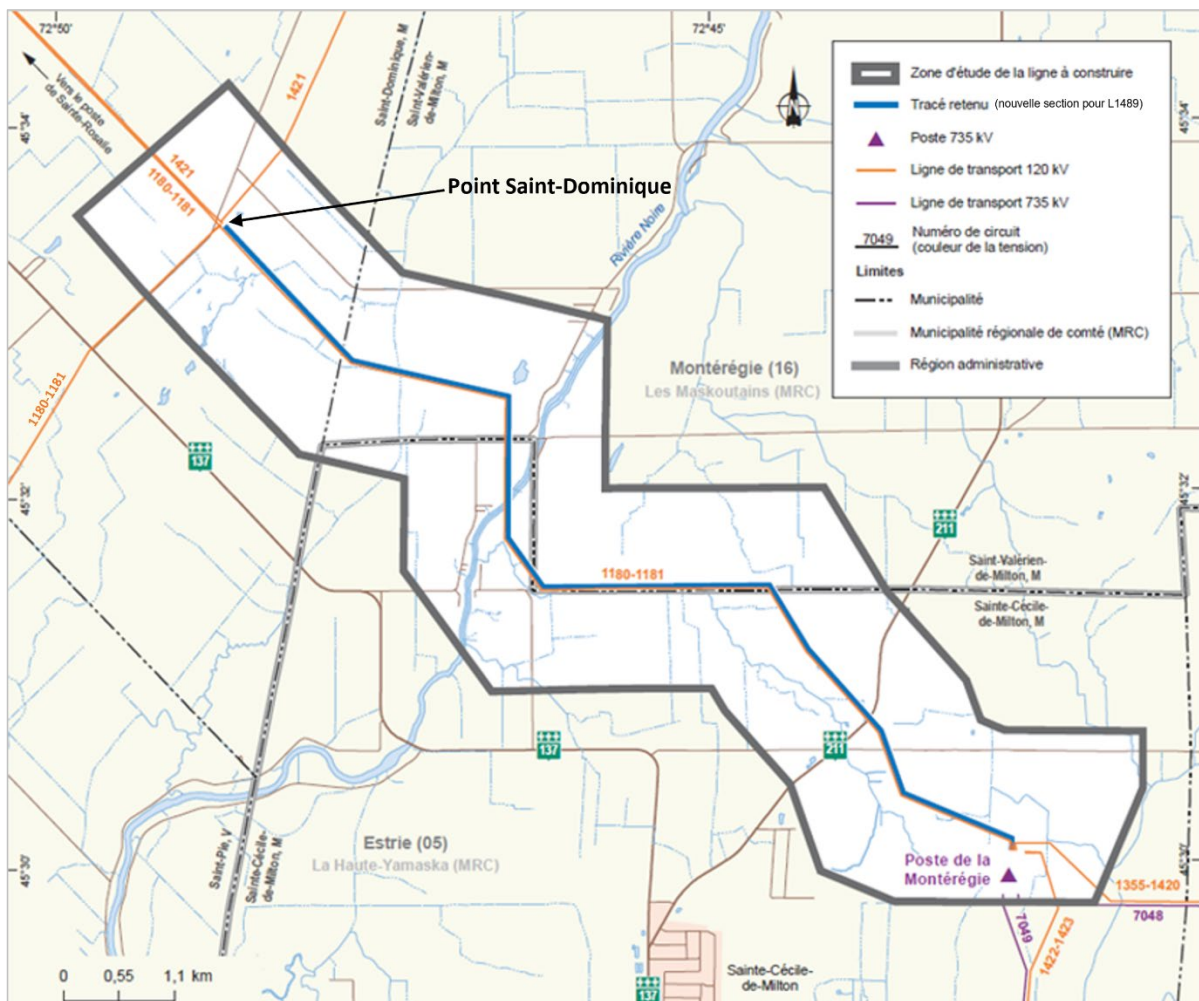 72°50'
72°45'
Vers le poste
de Sainte-Rosalie
1421
Saint-Dominique, M
Saint-Valérien-
de-Milton, M
45°34'
45°34'
1421
1180-1181
Point Saint-Dominique
Rivière Noire
N
Zone d'étude de la ligne à construire
Tracé retenu (nouvelle section pour L1489)
Poste 735 kV
Ligne de transport 120 kV
Ligne de transport 735 kV
7049
Numéro de circuit
(couleur de la tension)
Limites
Municipalité
Municipalité régionale de comté (MRC)
Région administrative
Montérégie (16)
Les Maskoutains (MRC)
1180-1181
137
45°32'
45°32'
211
1180-1181
Saint-Valérien-
de-Milton, M
Sainte-Cécile-
de-Milton, M
137
211
Estrie (05)
La Haute-Yamaska (MRC)
Saint-Pie, V
Sainte-Cécile-
de-Milton, M
45°30'
45°30'
Poste de la
Montérégie
1355-1420
7048
7049
1422-1423
0 0,55 1,1 km
Sainte-Cécile-
de-Milton
137